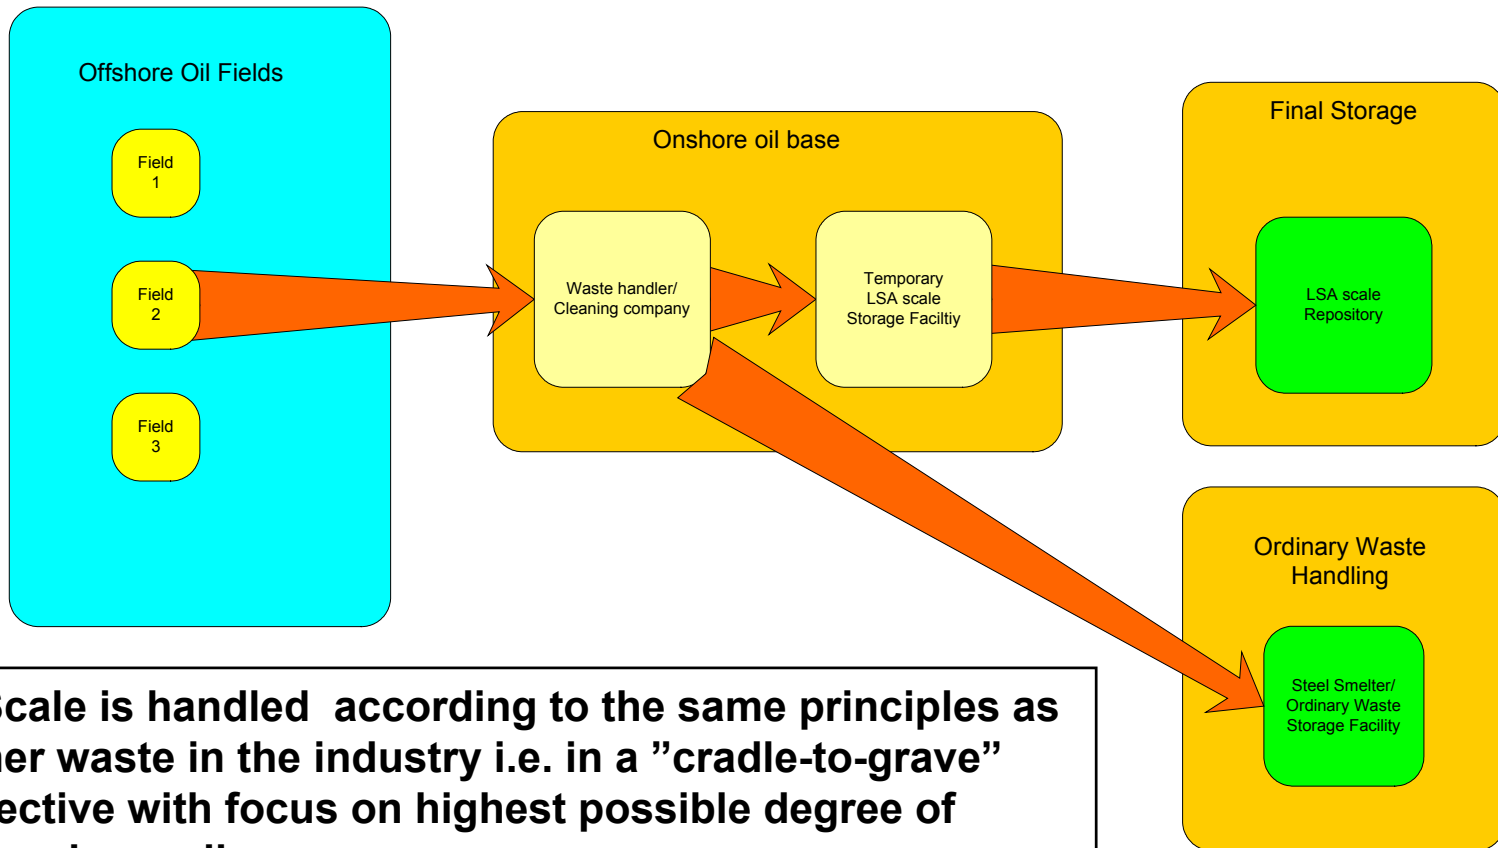 Offshore Oil Fields
Field
1
Field
2
Field
3
Onshore oil base
Waste handler/
Cleaning company
Temporary
LSA scale
Storage Faciltiy
Final Storage
LSA scale
Repository
Ordinary Waste
Handling
Steel Smelter/
Ordinary Waste
Storage Facility
Scale is handled according to the same principles as
her waste in the industry i.e. in a ”cradle-to-grave”
ective with focus on highest possible degree of